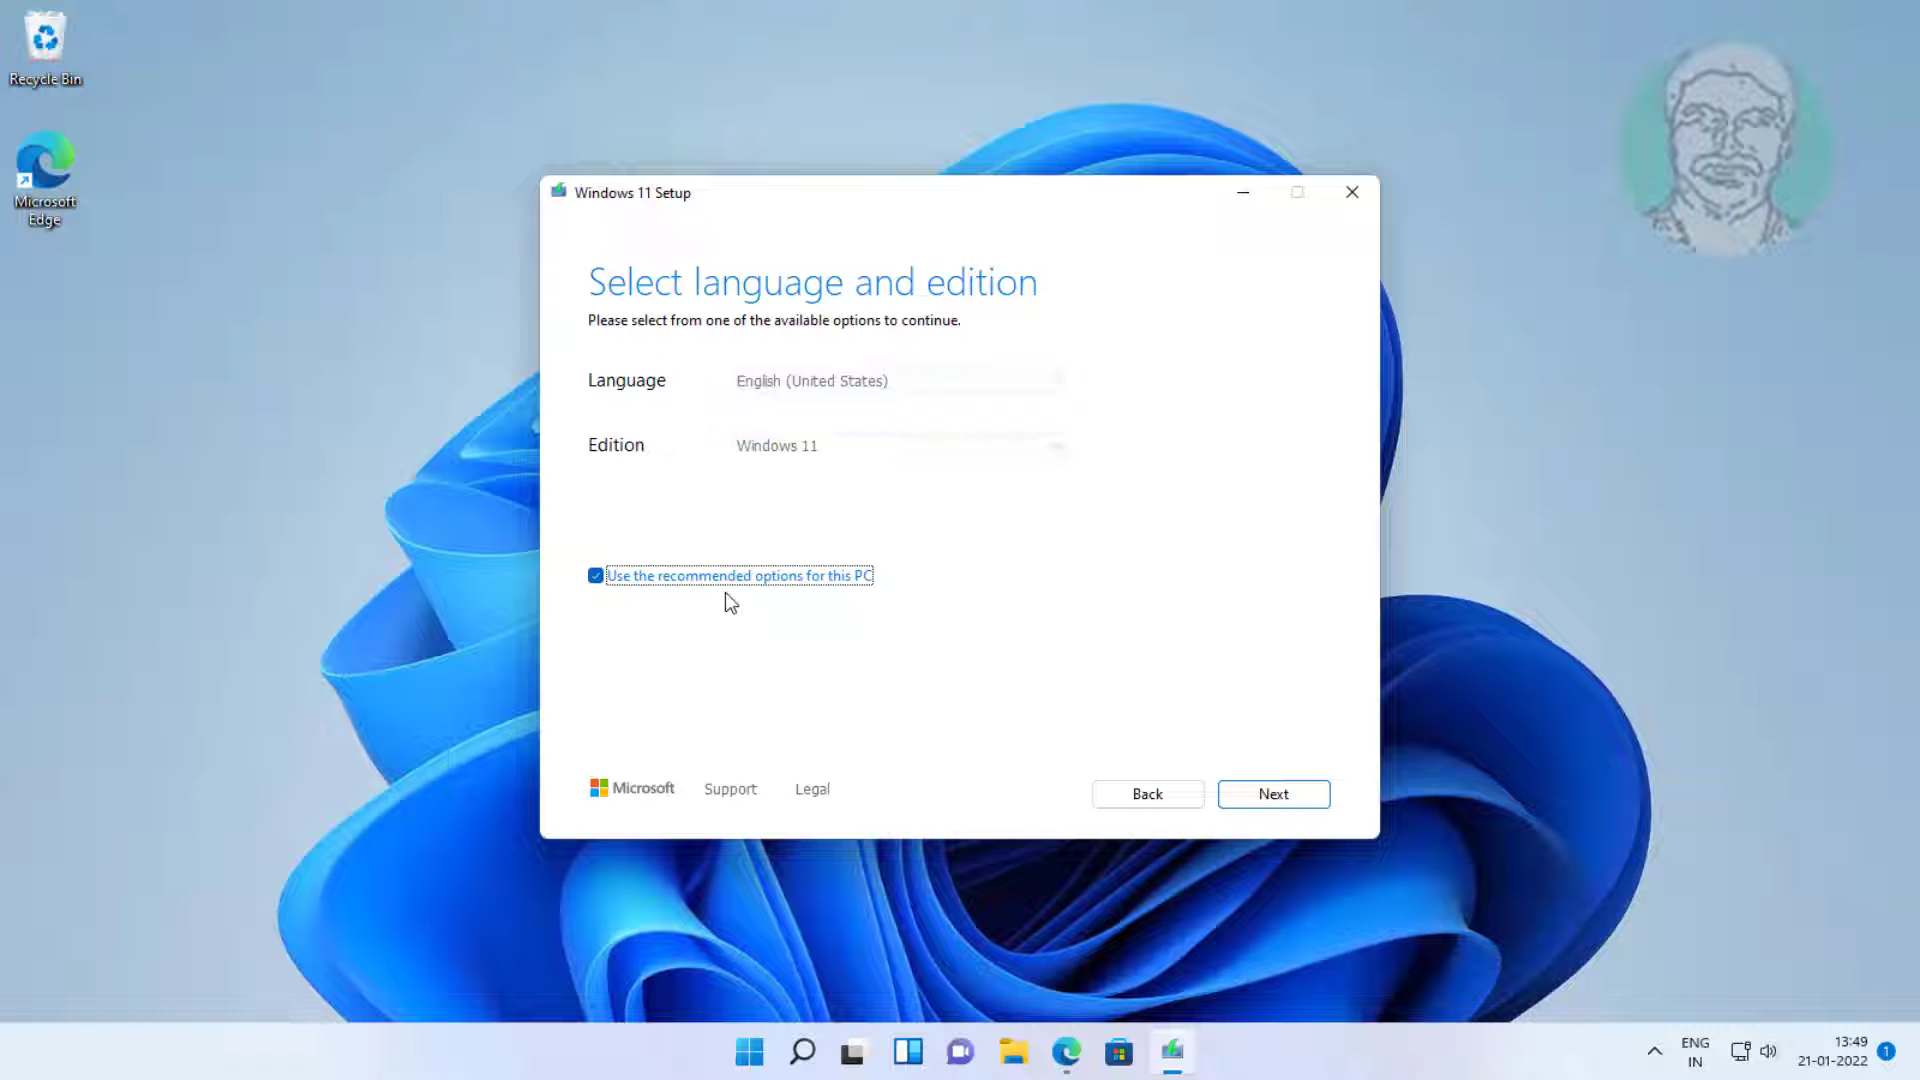 Recycle Bin
Microsoft
Edge
Windows 11 Setup
Select language and edition
Please select from one of the available options to continue.
Language English (United States)
Edition Windows 11
Use the recommended options for this PC
Microsoft Support Legal
Back Next
ENG
IN
13:49
21-01-2022
1